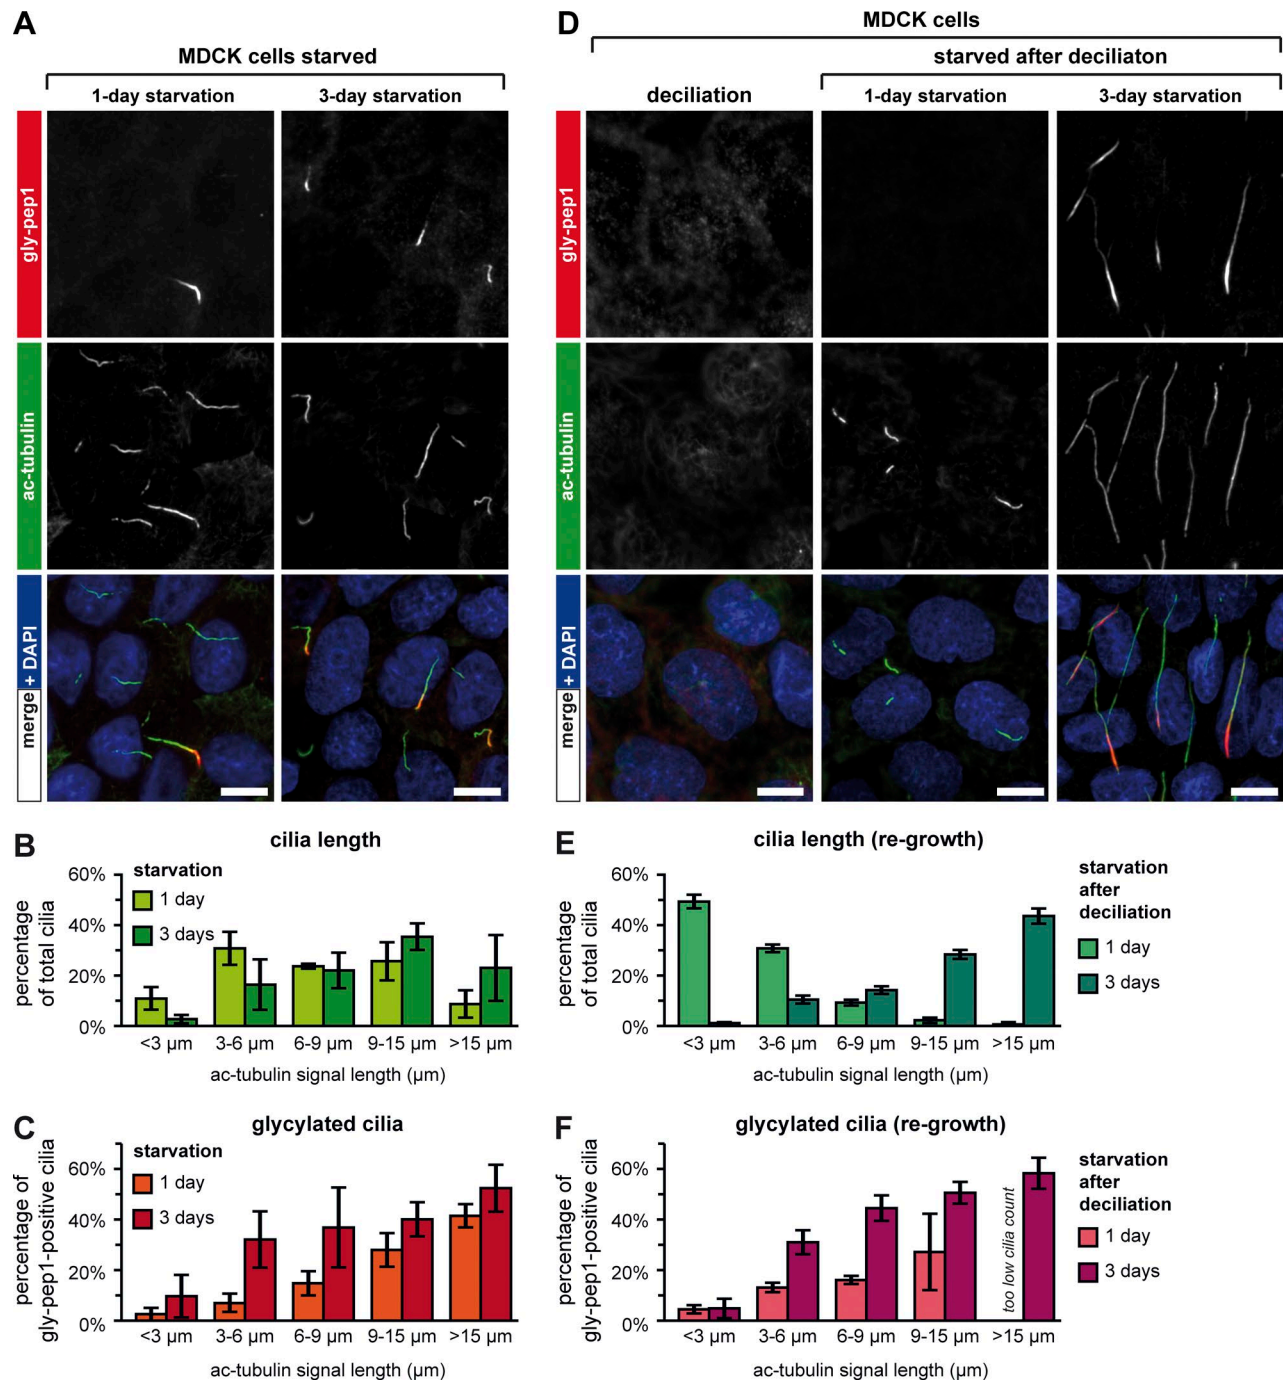 A
MDCK cells starved
1-day starvation
3-day starvation
gly-pep1
ac-tubulin
merge + DAPI
D
MDCK cells
starved after deciliaton
deciliation
1-day starvation
3-day starvation
gly-pep1
ac-tubulin
merge + DAPI
B
cilia length
starvation
1 day
3 days
percentage
of total cilia
60%
40%
20%
0%
<3 µm
3-6 µm
6-9 µm
9-15 µm
>15 µm
ac-tubulin signal length (µm)
E
cilia length (re-growth)
starvation
after
deciliation
1 day
3 days
percentage
of total cilia
60%
40%
20%
0%
<3 µm
3-6 µm
6-9 µm
9-15 µm
>15 µm
ac-tubulin signal length (µm)
C
glycylated cilia
starvation
1 day
3 days
percentage of
gly-pep1-positive cilia
60%
40%
20%
0%
<3 µm
3-6 µm
6-9 µm
9-15 µm
>15 µm
ac-tubulin signal length (µm)
F
glycylated cilia (re-growth)
starvation
after
deciliation
1 day
3 days
percentage of
gly-pep1-positive cilia
60%
40%
20%
0%
too low cilia count
<3 µm
3-6 µm
6-9 µm
9-15 µm
>15 µm
ac-tubulin signal length (µm)